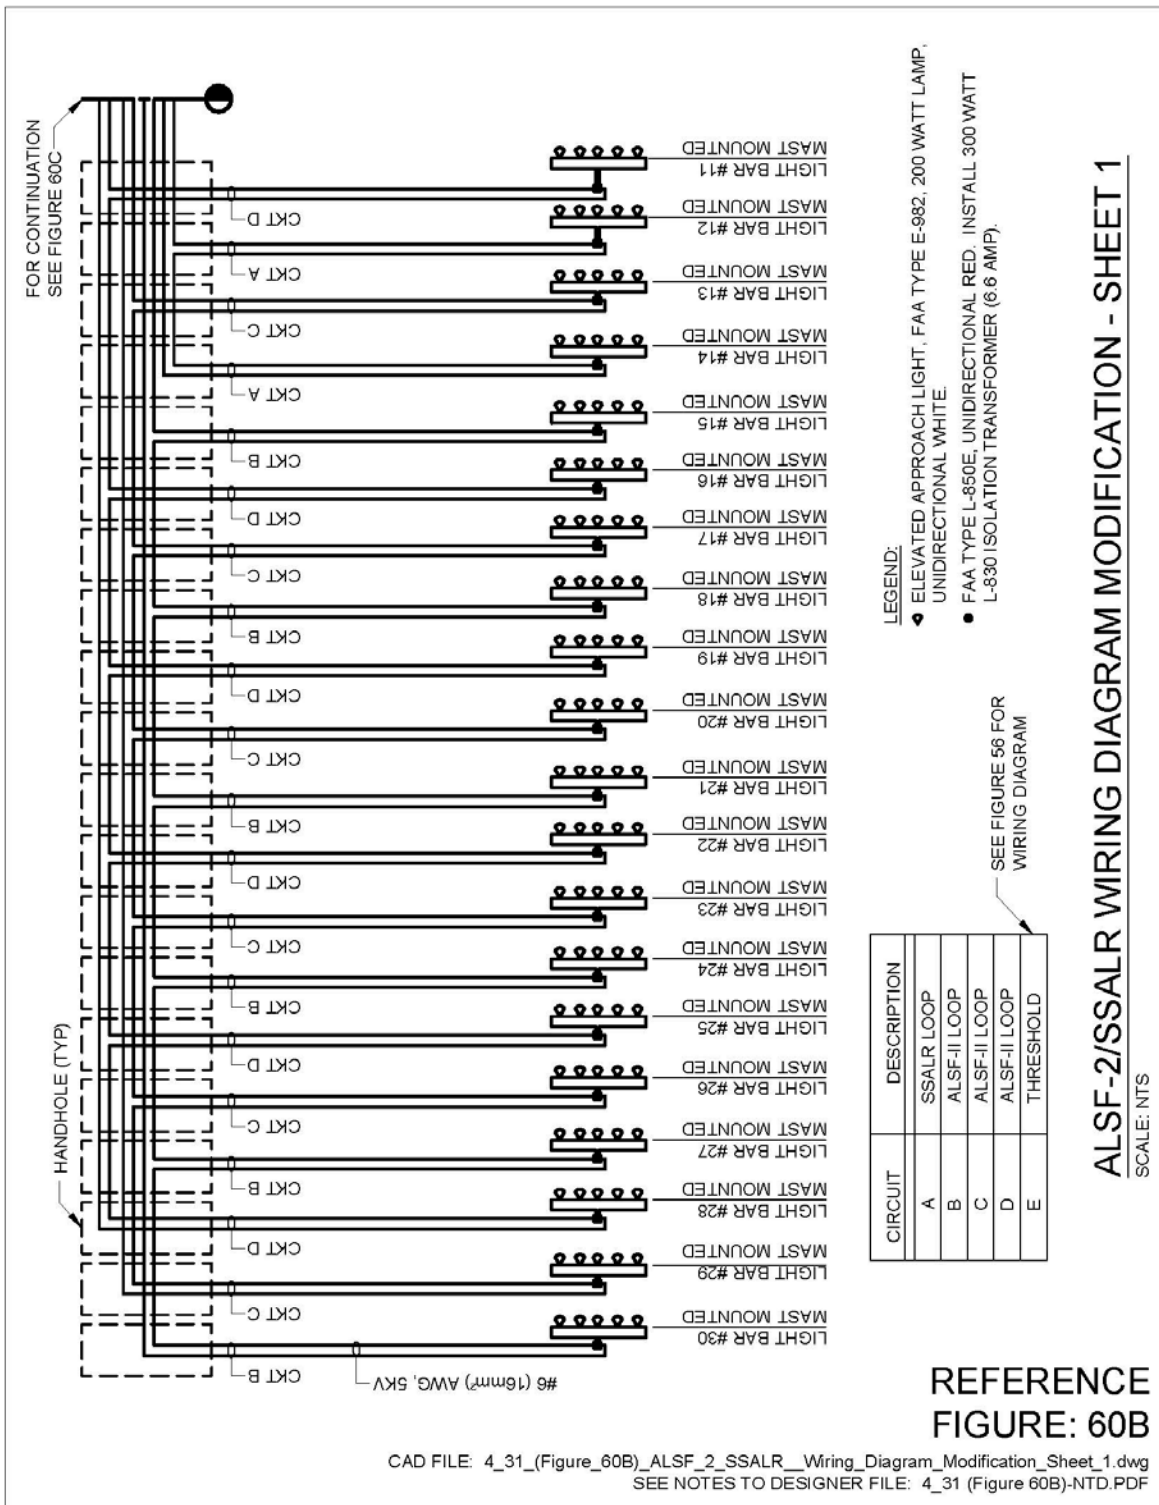 FOR CONTINUATION
SEE FIGURE 60C
CKT D
LIGHT BAR #11
MAST MOUNTED
CKT A
LIGHT BAR #12
MAST MOUNTED
CKT C
LIGHT BAR #13
MAST MOUNTED
CKT A
LIGHT BAR #14
MAST MOUNTED
CKT B
LIGHT BAR #15
MAST MOUNTED
CKT D
LIGHT BAR #16
MAST MOUNTED
CKT C
LIGHT BAR #17
MAST MOUNTED
CKT B
LIGHT BAR #18
MAST MOUNTED
CKT D
LIGHT BAR #19
MAST MOUNTED
CKT C
LIGHT BAR #20
MAST MOUNTED
CKT B
LIGHT BAR #21
MAST MOUNTED
CKT D
LIGHT BAR #22
MAST MOUNTED
CKT C
LIGHT BAR #23
MAST MOUNTED
CKT B
LIGHT BAR #24
MAST MOUNTED
CKT D
LIGHT BAR #25
MAST MOUNTED
CKT C
LIGHT BAR #26
MAST MOUNTED
CKT B
LIGHT BAR #27
MAST MOUNTED
CKT D
LIGHT BAR #28
MAST MOUNTED
CKT C
LIGHT BAR #29
MAST MOUNTED
CKT B
LIGHT BAR #30
MAST MOUNTED
HANDHOLE (TYP)
#6 (16mm²) AWG, 5KV
LEGEND:
ELEVATED APPROACH LIGHT, FAA TYPE E-982, 200 WATT LAMP,
UNIDIRECTIONAL WHITE.
FAA TYPE L-850E, UNIDIRECTIONAL RED. INSTALL 300 WATT
L-830 ISOLATION TRANSFORMER (6.6 AMP).
CIRCUIT DESCRIPTION
A SSALR LOOP
B ALSF-II LOOP
C ALSF-II LOOP
D ALSF-II LOOP
E THRESHOLD
SEE FIGURE 56 FOR
WIRING DIAGRAM
ALSF-2/SSALR WIRING DIAGRAM MODIFICATION - SHEET 1
SCALE: NTS
REFERENCE
FIGURE: 60B
CAD FILE: 4_31_(Figure_60B)_ALSF_2_SSALR__Wiring_Diagram_Modification_Sheet_1.dwg
SEE NOTES TO DESIGNER FILE: 4_31 (Figure 60B)-NTD.PDF